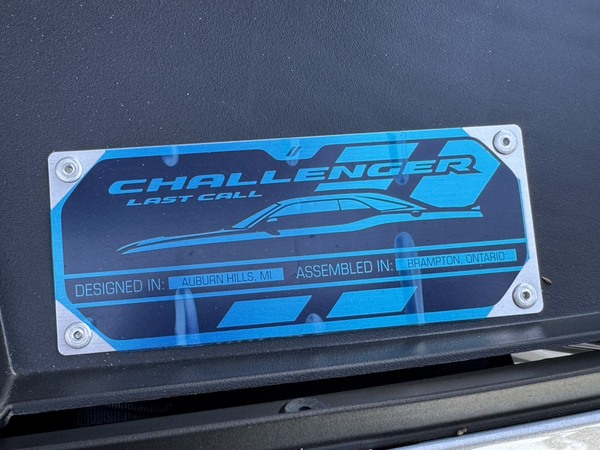 CHALLENGER
LAST CALL
DESIGNED IN: AUBURN HILLS, MI ASSEMBLED IN: BRAMPTON, ONTARIO